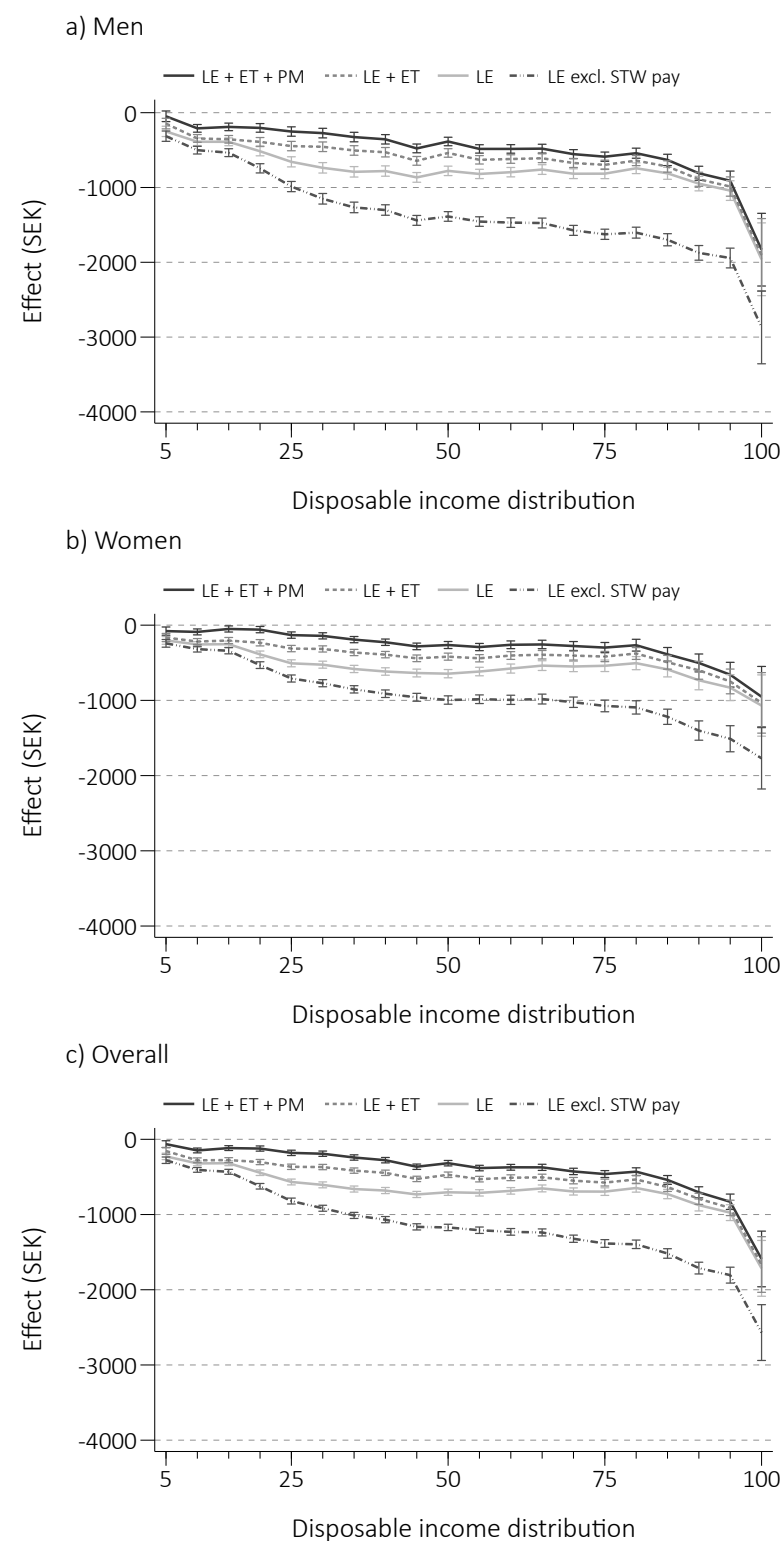 a) Men
LE + ET + PM LE + ET LE LE excl. STW pay
0
-1000
-2000
-3000
-4000
Effect (SEK)
5 25 50 75 100
Disposable income distribution
b) Women
LE + ET + PM LE + ET LE LE excl. STW pay
0
-1000
-2000
-3000
-4000
Effect (SEK)
5 25 50 75 100
Disposable income distribution
c) Overall
LE + ET + PM LE + ET LE LE excl. STW pay
0
-1000
-2000
-3000
-4000
Effect (SEK)
5 25 50 75 100
Disposable income distribution